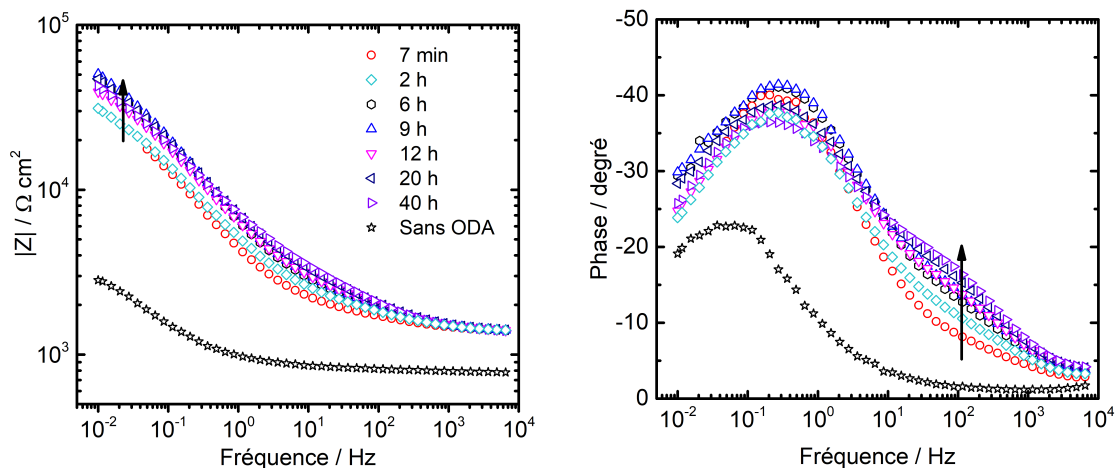 10^5
10^4
10^3
|Z| / Ω cm²
7 min
2 h
6 h
9 h
12 h
20 h
40 h
Sans ODA
10^-2 10^-1 10^0 10^1 10^2 10^3 10^4
Fréquence / Hz
-50
-40
-30
-20
-10
0
Phase / degré
10^-2 10^-1 10^0 10^1 10^2 10^3 10^4
Fréquence / Hz